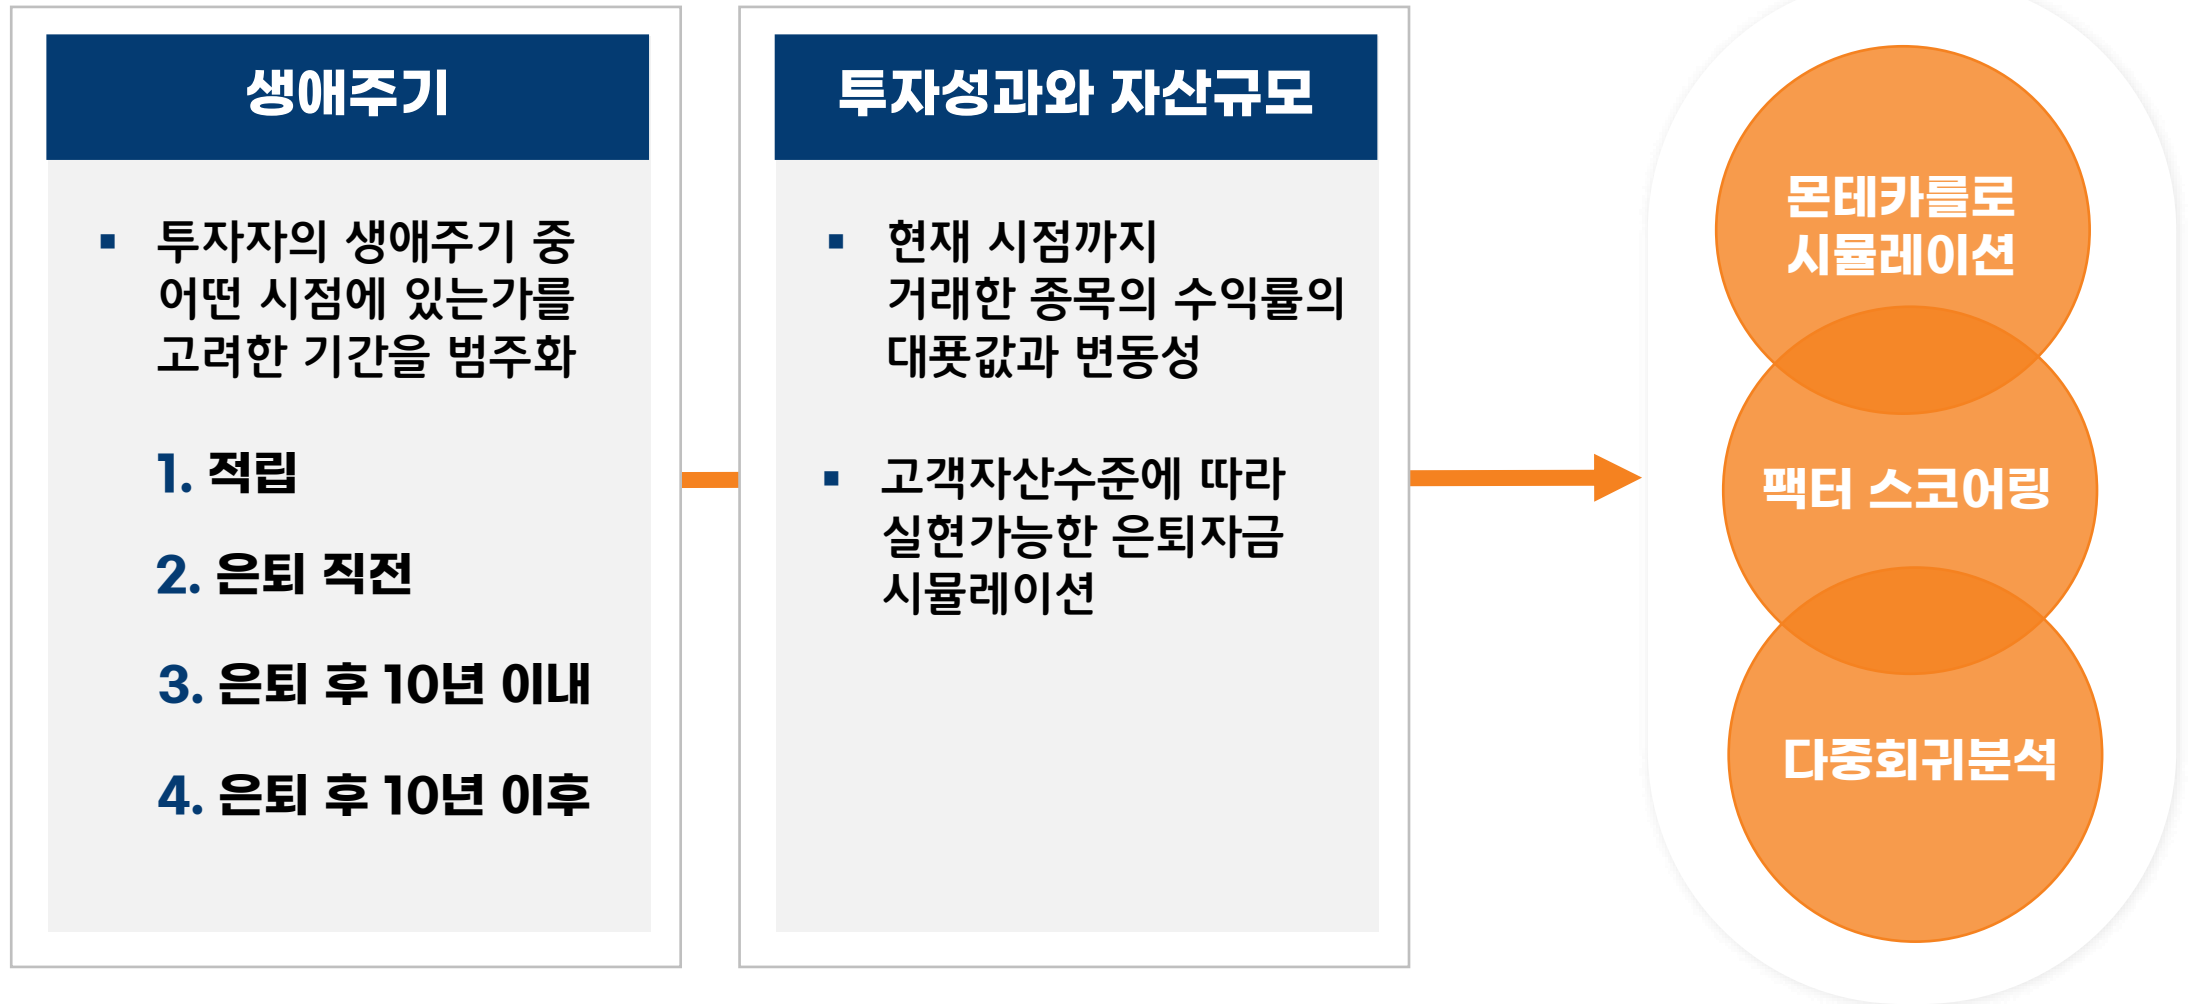 생애주기
▪ 투자자의 생애주기 중
어떤 시점에 있는가를
고려한 기간을 범주화
1. 적립
2. 은퇴 직전
3. 은퇴 후 10년 이내
4. 은퇴 후 10년 이후
투자성과와 자산규모
▪ 현재 시점까지
거래한 종목의 수익률의
대푯값과 변동성
▪ 고객자산수준에 따라
실현가능한 은퇴자금
시뮬레이션
몬테카를로
시뮬레이션
팩터 스코어링
다중회귀분석